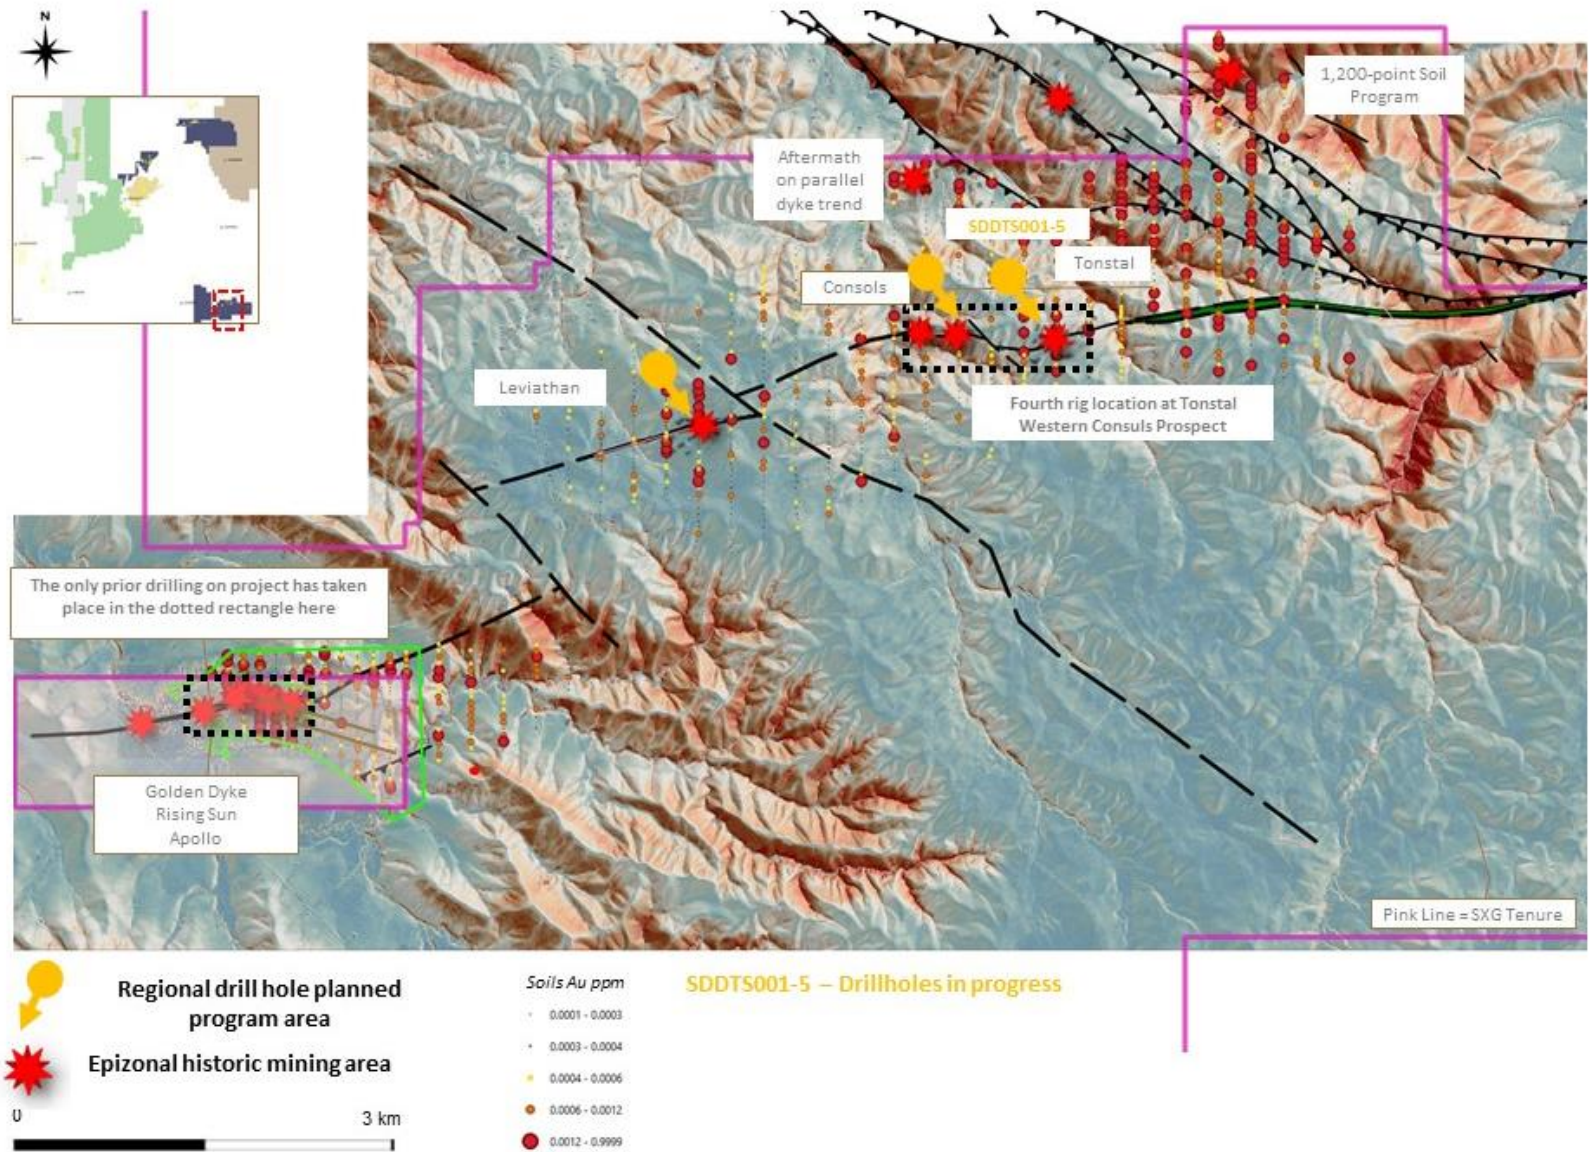 N
1,200-point Soil
Program
Aftermath
on parallel
dyke trend
SDDTS001-5
Tonstal
Consols
Leviathan
Fourth rig location at Tonstal
Western Consuls Prospect
The only prior drilling on project has taken
place in the dotted rectangle here
Golden Dyke
Rising Sun
Apollo
Pink Line = SXG Tenure
Regional drill hole planned
program area
Epizonal historic mining area
0 3 km
Soils Au ppm
0.0001 - 0.0003
0.0003 - 0.0004
0.0004 - 0.0006
0.0006 - 0.0012
0.0012 - 0.9999
SDDTS001-5 – Drillholes in progress